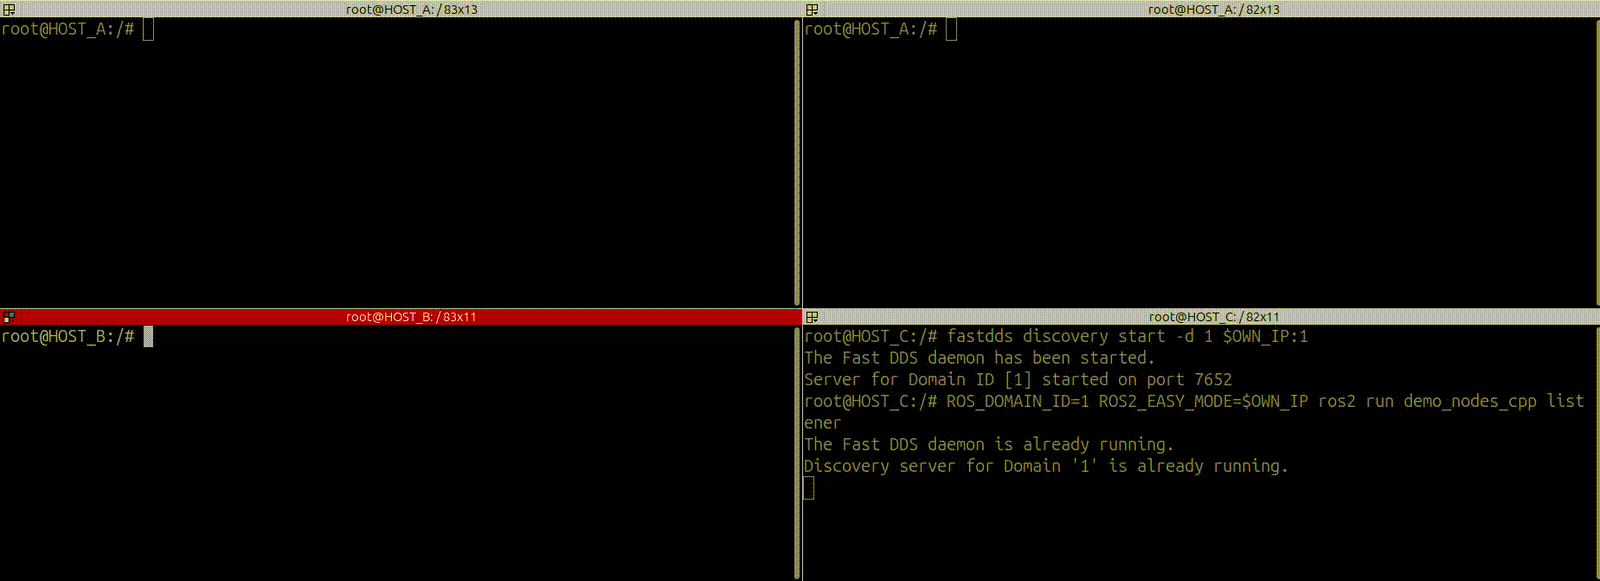 root@HOST_A: / 83x13
root@HOST_A:/#
root@HOST_A: / 82x13
root@HOST_A:/#
root@HOST_B: / 83x11
root@HOST_B:/#
root@HOST_C: / 82x11
root@HOST_C:/# fastdds discovery start -d 1 $OWN_IP:1
The Fast DDS daemon has been started.
Server for Domain ID [1] started on port 7652
root@HOST_C:/# ROS_DOMAIN_ID=1 ROS2_EASY_MODE=$OWN_IP ros2 run demo_nodes_cpp list
ener
The Fast DDS daemon is already running.
Discovery server for Domain '1' is already running.